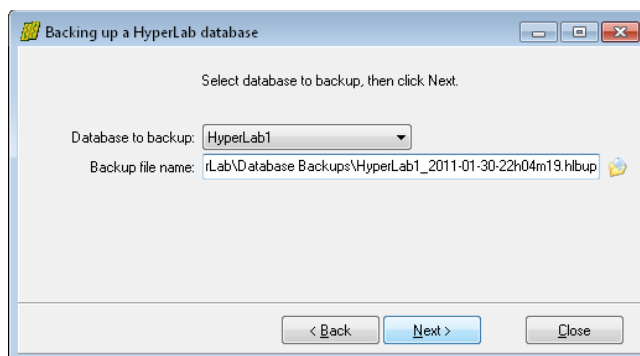 Backing up a HyperLab database
Select database to backup, then click Next.
Database to backup: HyperLab1
Backup file name: rLab\Database Backups\HyperLab1_2011-01-30-22h04m19.hlbup
< Back Next > Close